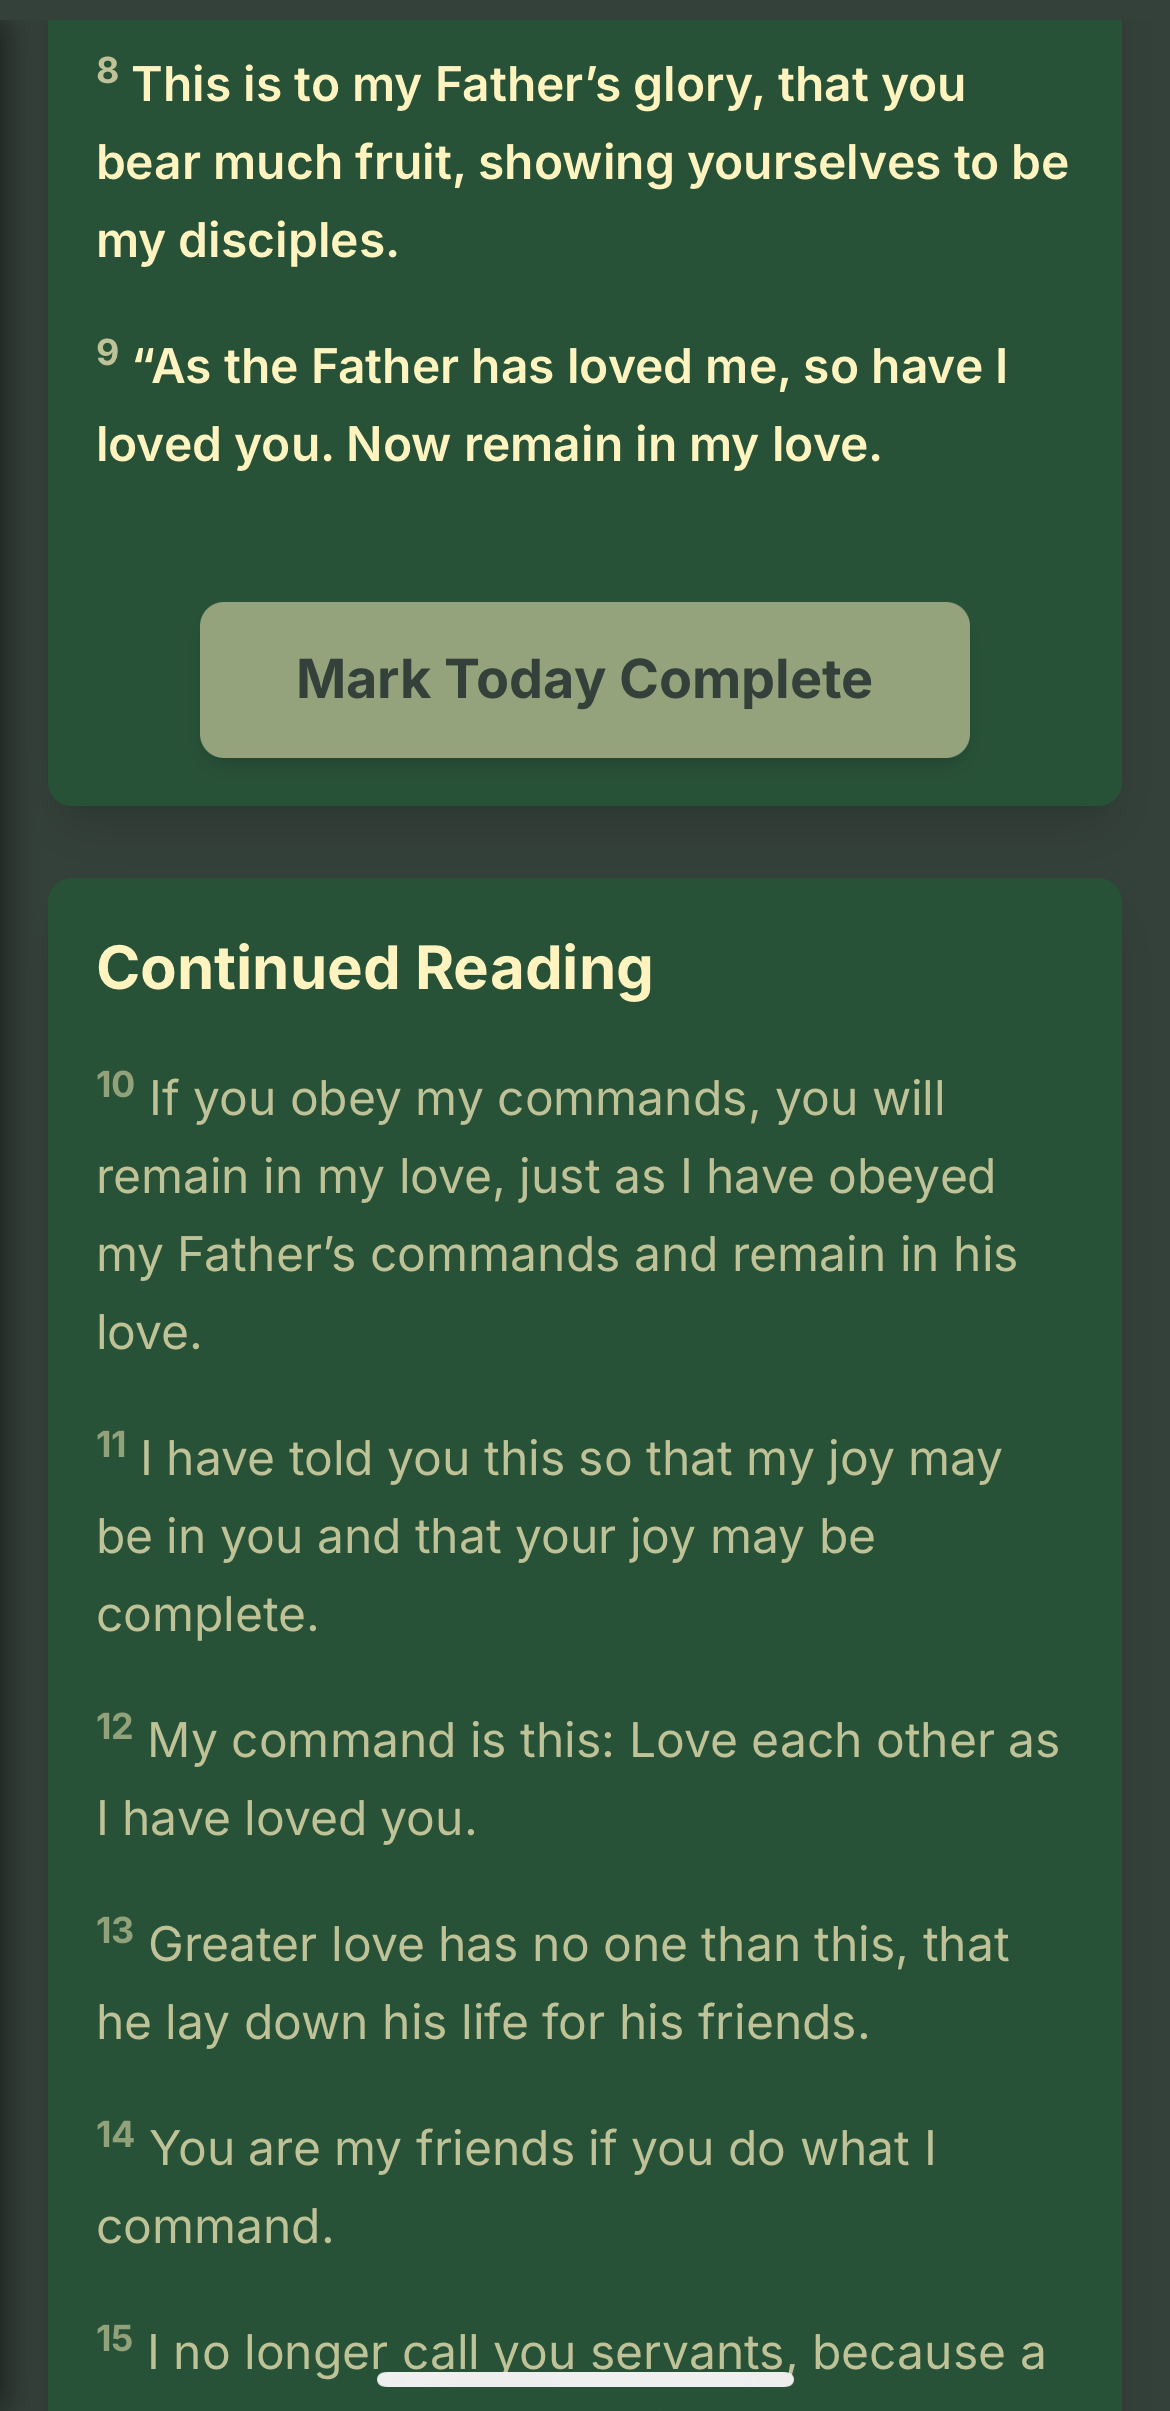 8 This is to my Father’s glory, that you
bear much fruit, showing yourselves to be
my disciples.
9 “As the Father has loved me, so have I
loved you. Now remain in my love.
Mark Today Complete
Continued Reading
10 If you obey my commands, you will
remain in my love, just as I have obeyed
my Father’s commands and remain in his
love.
11 I have told you this so that my joy may
be in you and that your joy may be
complete.
12 My command is this: Love each other as
I have loved you.
13 Greater love has no one than this, that
he lay down his life for his friends.
14 You are my friends if you do what I
command.
15 I no longer call you servants, because a